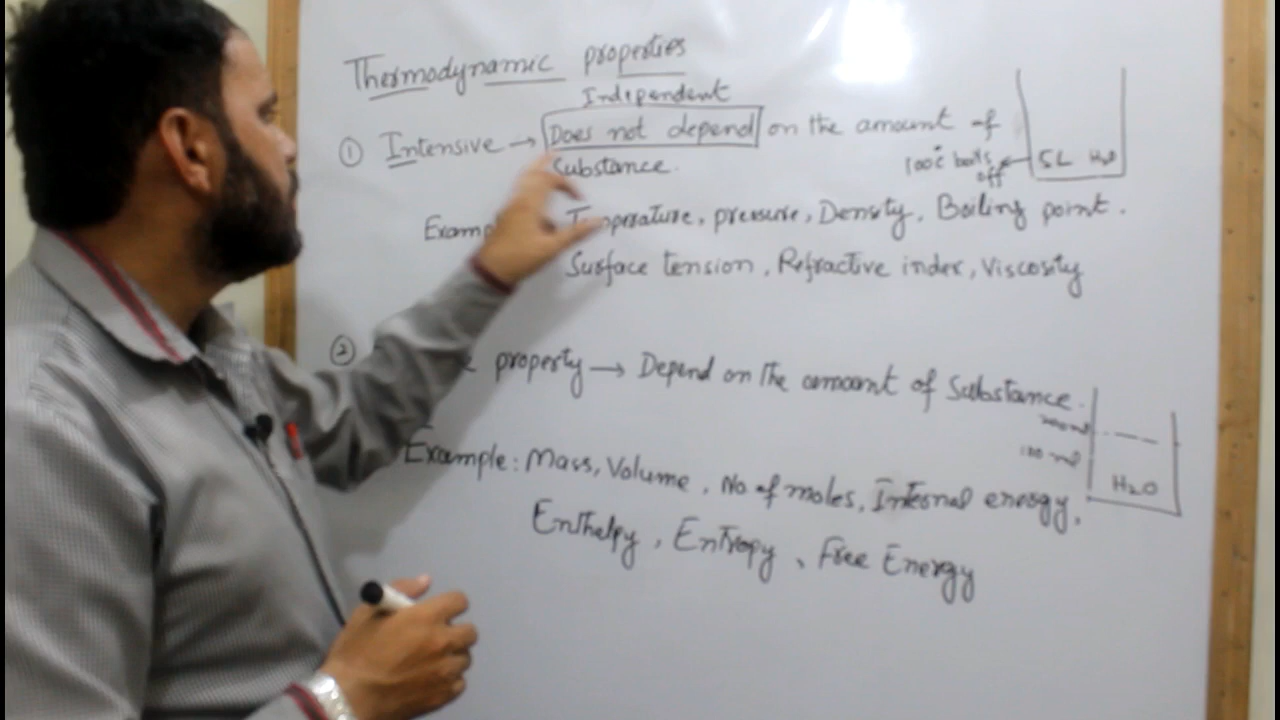 Thermodynamic properties
Independent
① Intensive → Does not depend on the amount of
Substance.
100°C boils off
5L H₂O
Temperature, pressure, Density, Boiling point.
Surface tension, Refractive index, Viscosity
② property → Depend on the amount of Substance.
100 ml
H₂O
Example: Mass, Volume, No of moles, Internal energy,
Enthalpy, Entropy, Free Energy